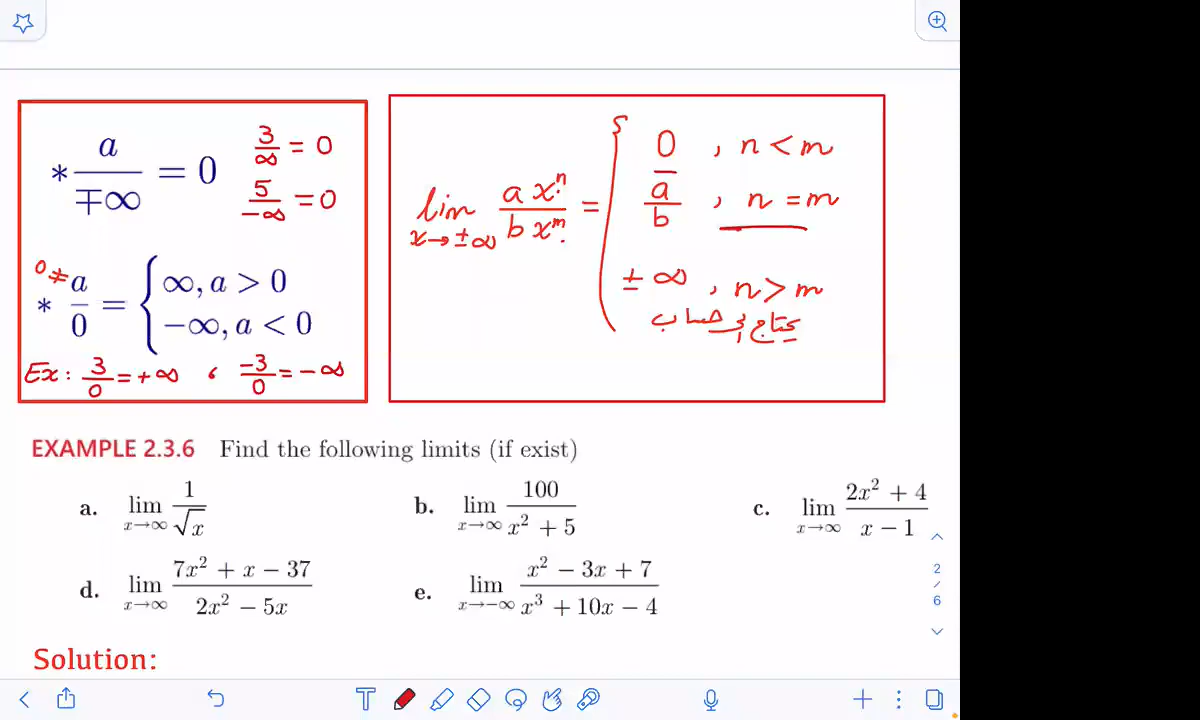 * a/∓∞ = 0
3/∞ = 0
5/-∞ = 0
0≠
* a/0 = { ∞, a > 0
-∞, a < 0
Ex: 3/0 = +∞ , -3/0 = -∞
lim x→±∞ ax^n/bx^m = { 0 , n < m
a/b , n = m
±∞ , n > m
EXAMPLE 2.3.6 Find the following limits (if exist)
a. lim x→∞ 1/√x
b. lim x→∞ 100/(x² + 5)
c. lim x→∞ (2x² + 4)/(x − 1)
d. lim x→∞ (7x² + x − 37)/(2x² − 5x)
e. lim x→−∞ (x² − 3x + 7)/(x³ + 10x − 4)
Solution:
2
/
6
T